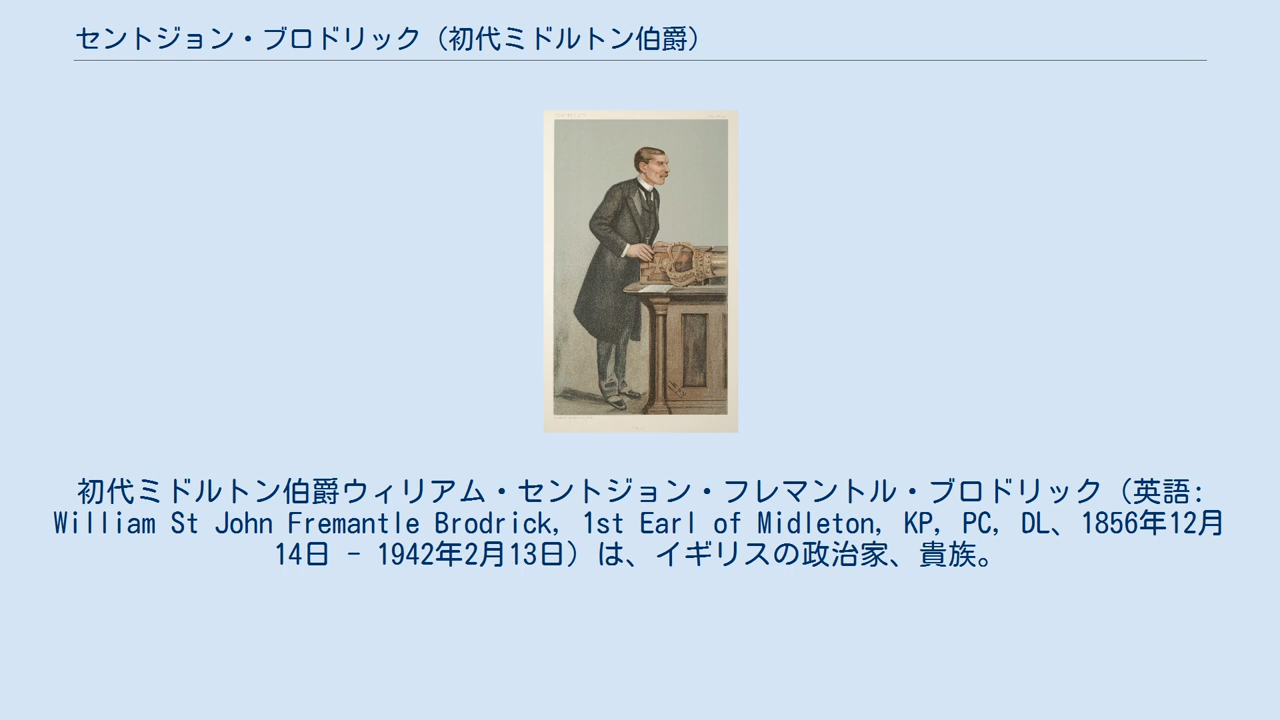 セントジョン・ブロドリック（初代ミドルトン伯爵）
初代ミドルトン伯爵ウィリアム・セントジョン・フレマントル・ブロドリック（英語:
William St John Fremantle Brodrick, 1st Earl of Midleton, KP, PC, DL、1856年12月
14日 - 1942年2月13日）は、イギリスの政治家、貴族。